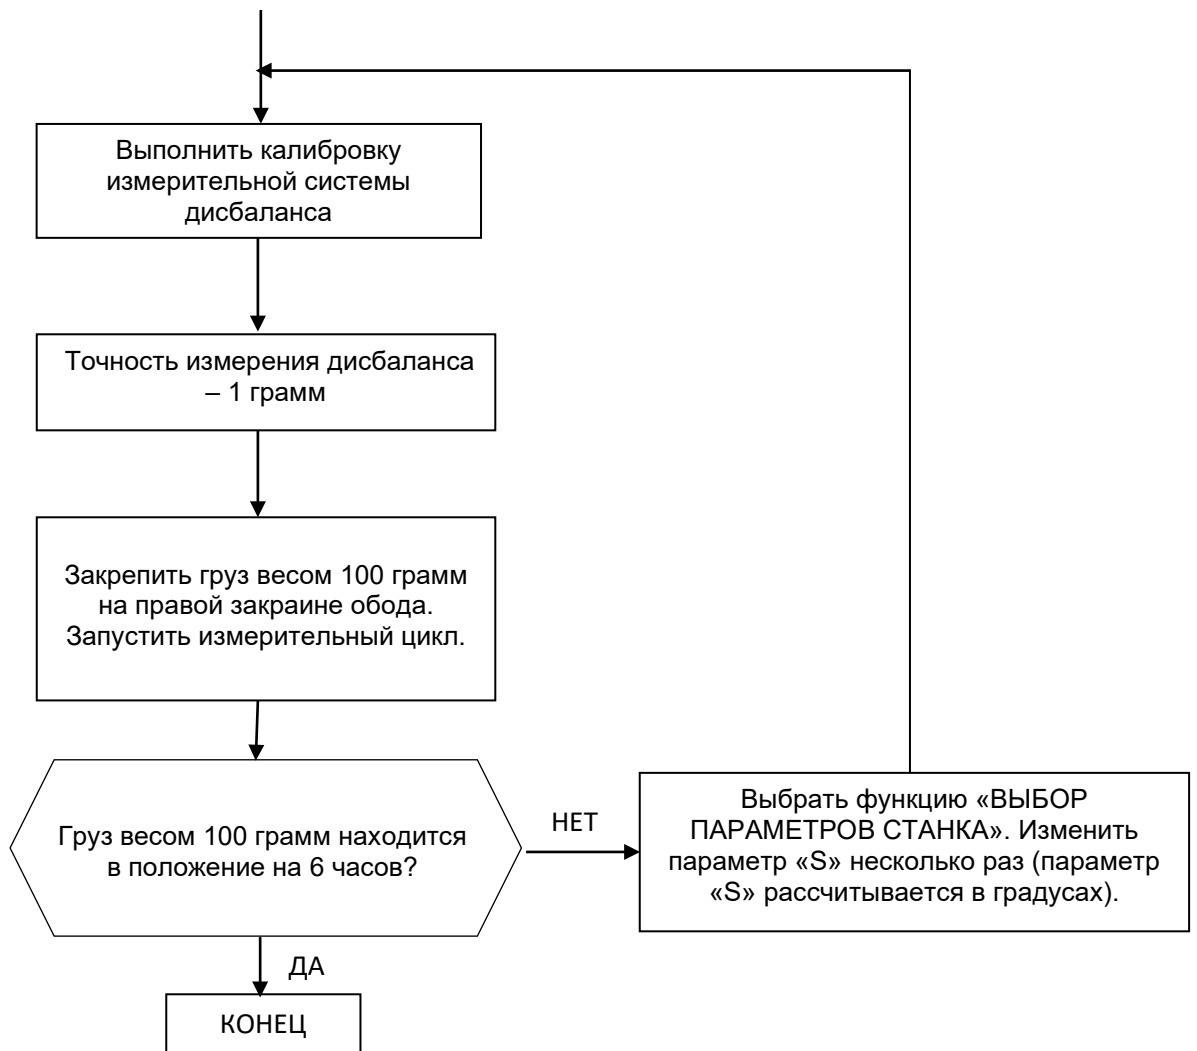 Выполнить калибровку
измерительной системы
дисбаланса
Точность измерения дисбаланса
– 1 грамм
Закрепить груз весом 100 грамм
на правой закраине обода.
Запустить измерительный цикл.
Груз весом 100 грамм находится
в положение на 6 часов?
НЕТ
Выбрать функцию «ВЫБОР
ПАРАМЕТРОВ СТАНКА». Изменить
параметр «S» несколько раз (параметр
«S» рассчитывается в градусах).
ДА
КОНЕЦ